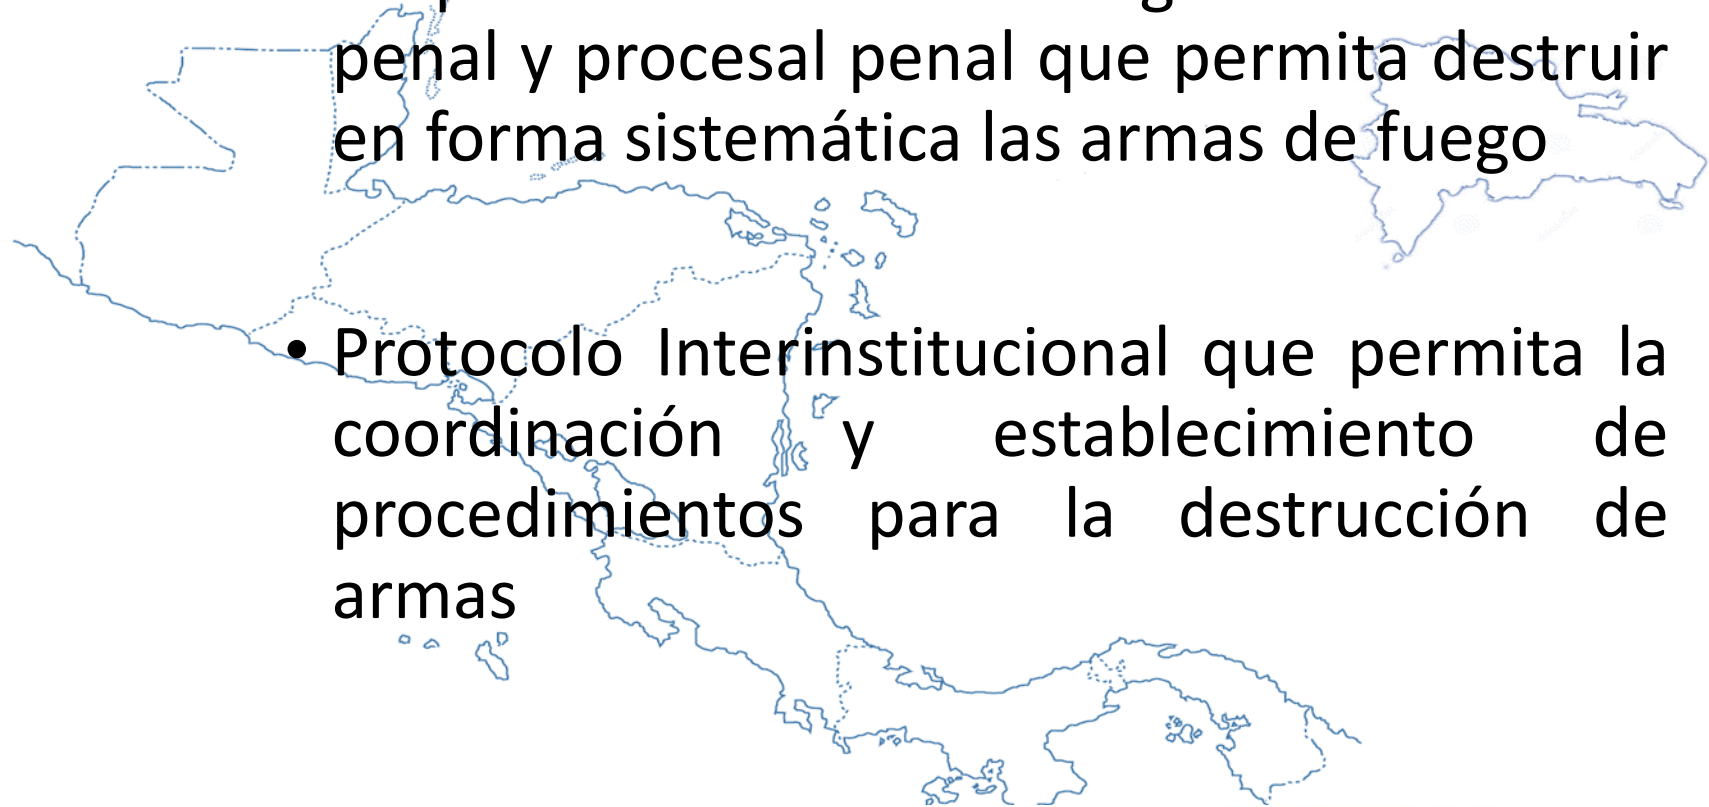 penal y procesal penal que permita destruir
en forma sistemática las armas de fuego
• Protocolo Interinstitucional que permita la
coordinación y establecimiento de
procedimientos para la destrucción de
armas